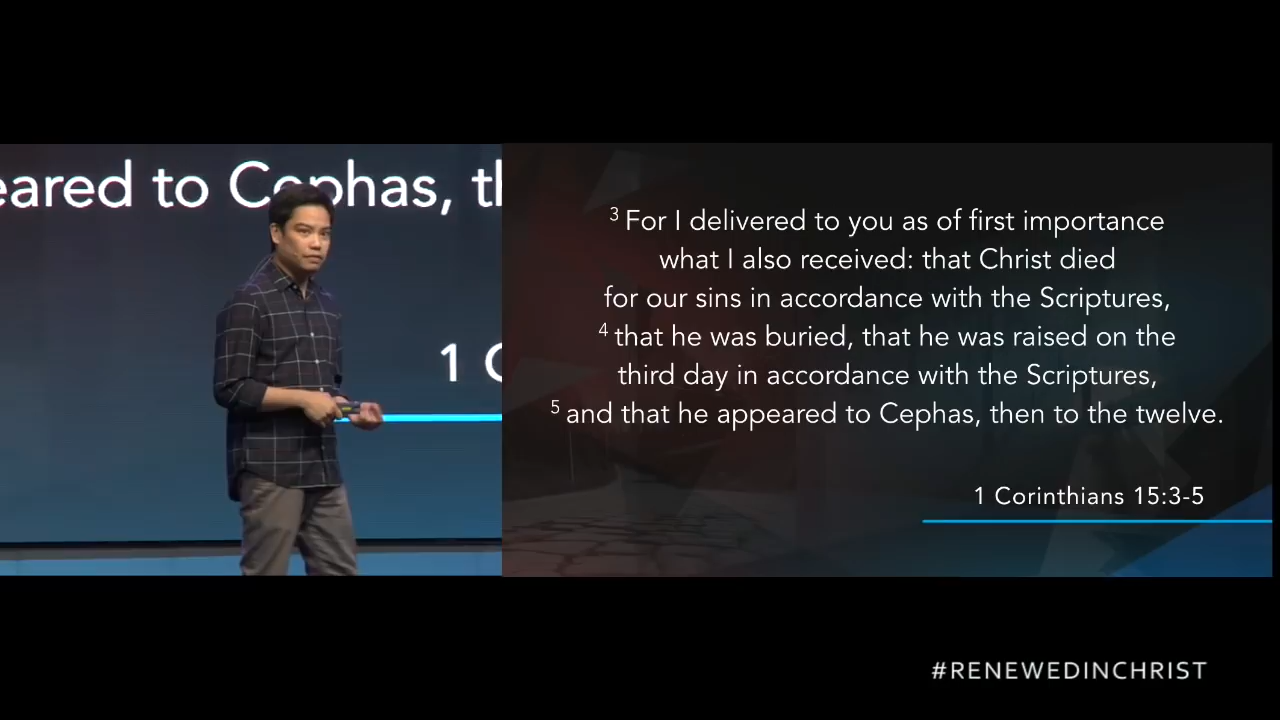 eared to Cephas, th
1 C
3 For I delivered to you as of first importance
what I also received: that Christ died
for our sins in accordance with the Scriptures,
4 that he was buried, that he was raised on the
third day in accordance with the Scriptures,
5 and that he appeared to Cephas, then to the twelve.
1 Corinthians 15:3-5
#RENEWEDINCHRIST